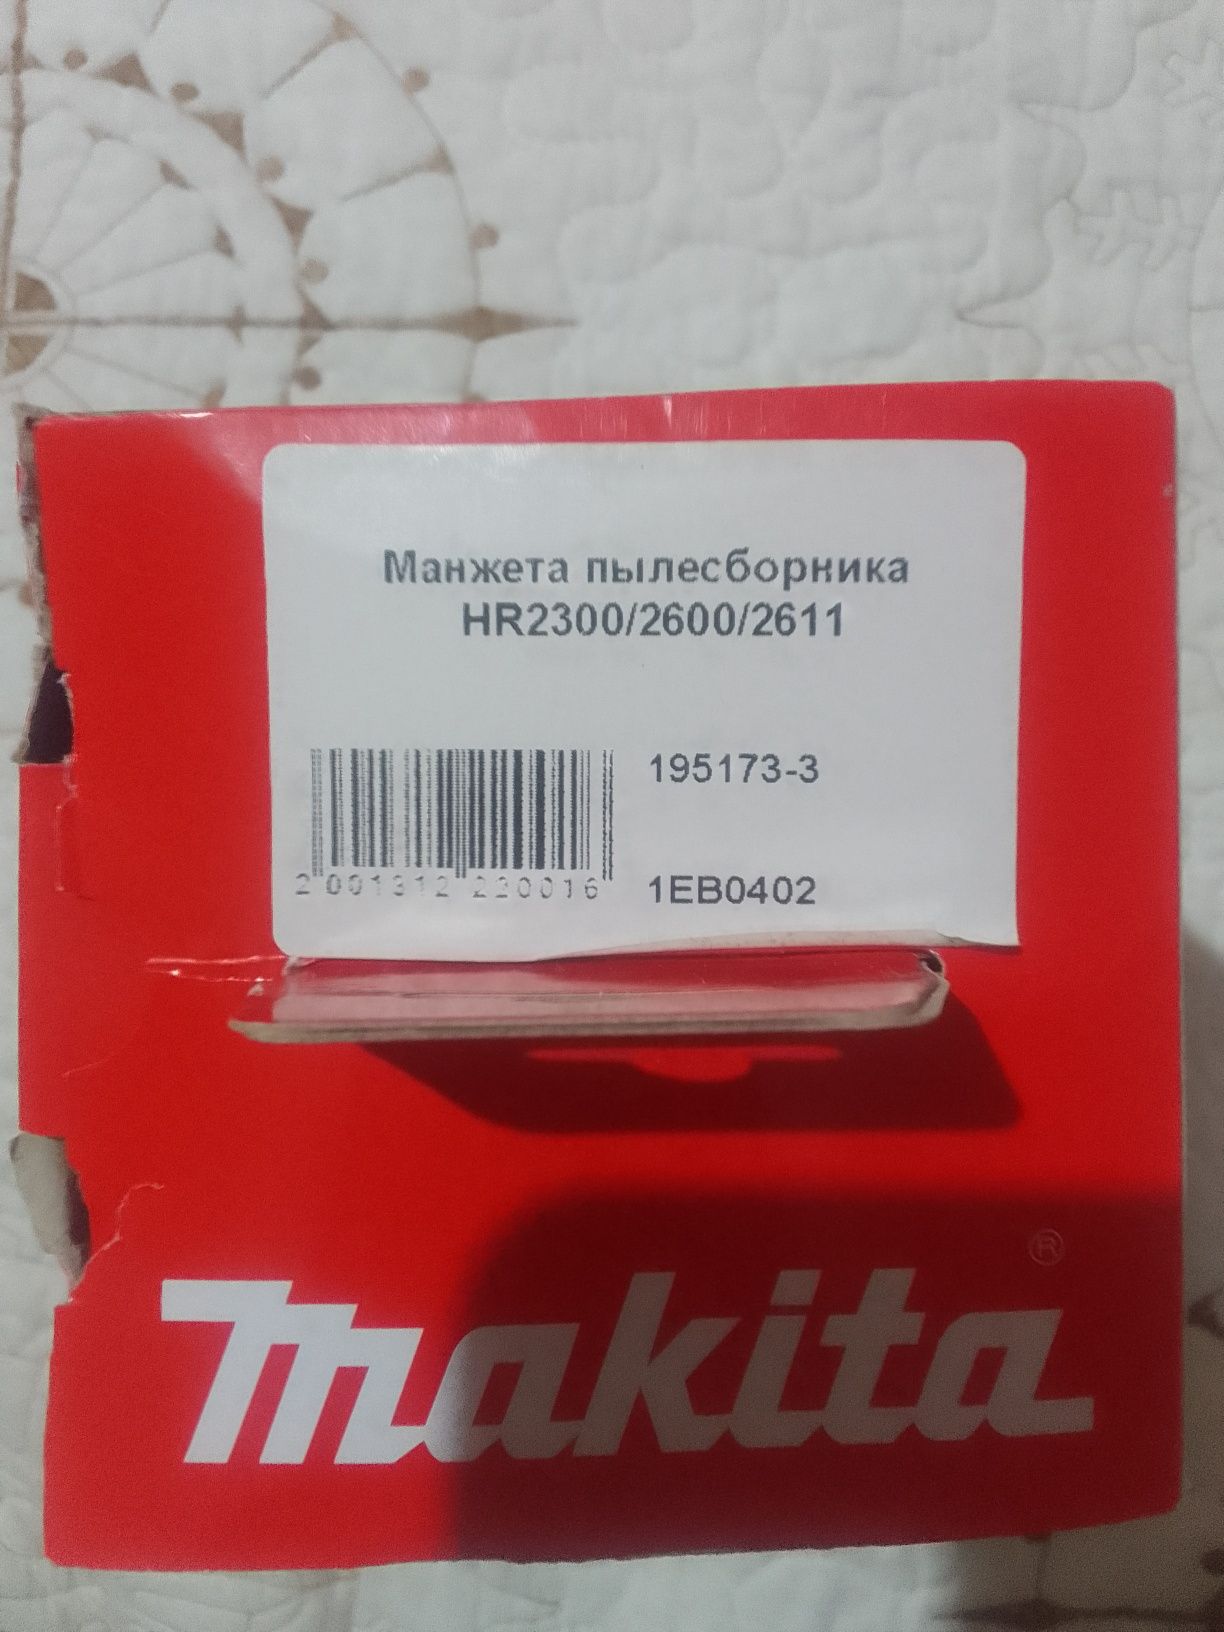 Манжета пылесборника
HR2300/2600/2611
195173-3
2 001312 220016
1EB0402
makita®